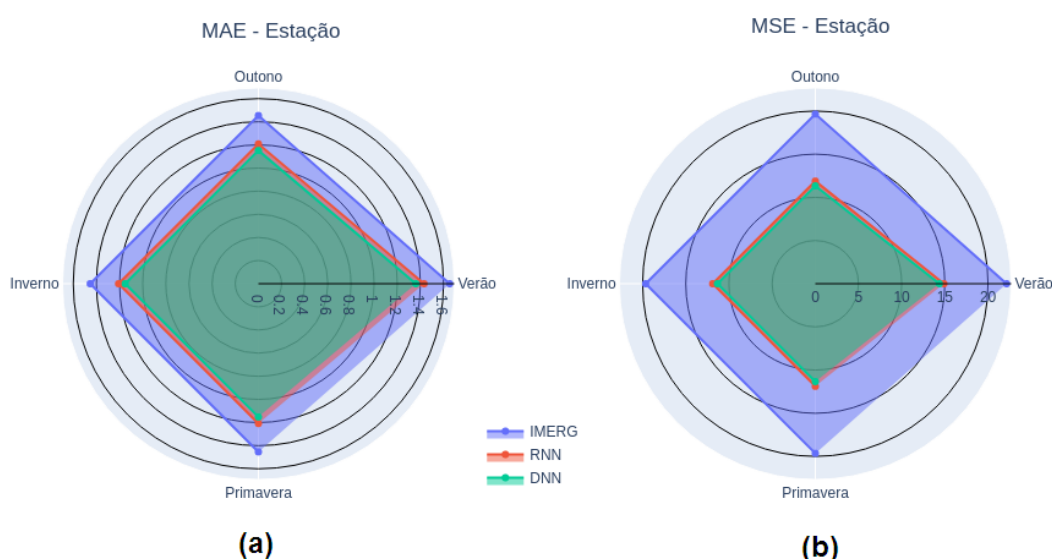 MAE - Estação
Outono
Inverno
Verão
0
0.2
0.4
0.6
0.8
1
1.2
1.4
1.6
Primavera
(a)
IMERG
RNN
DNN
MSE - Estação
Outono
Verão
0
5
10
15
20
Primavera
(b)